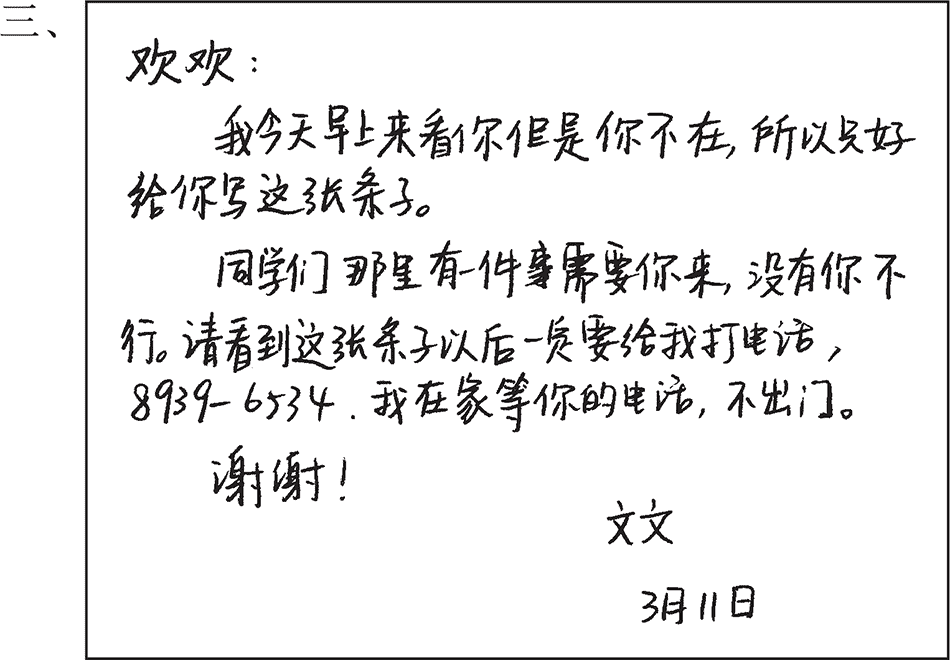 三、
欢欢：
我今天早上来看你但是你不在，所以只好
给你写这张条子。
同学们那里有一件事需要你来，没有你不
行。请看到这张条子以后一定要给我打电话，
8939-6534．我在家等你的电话，不出门。
谢谢！
文文
3月11日